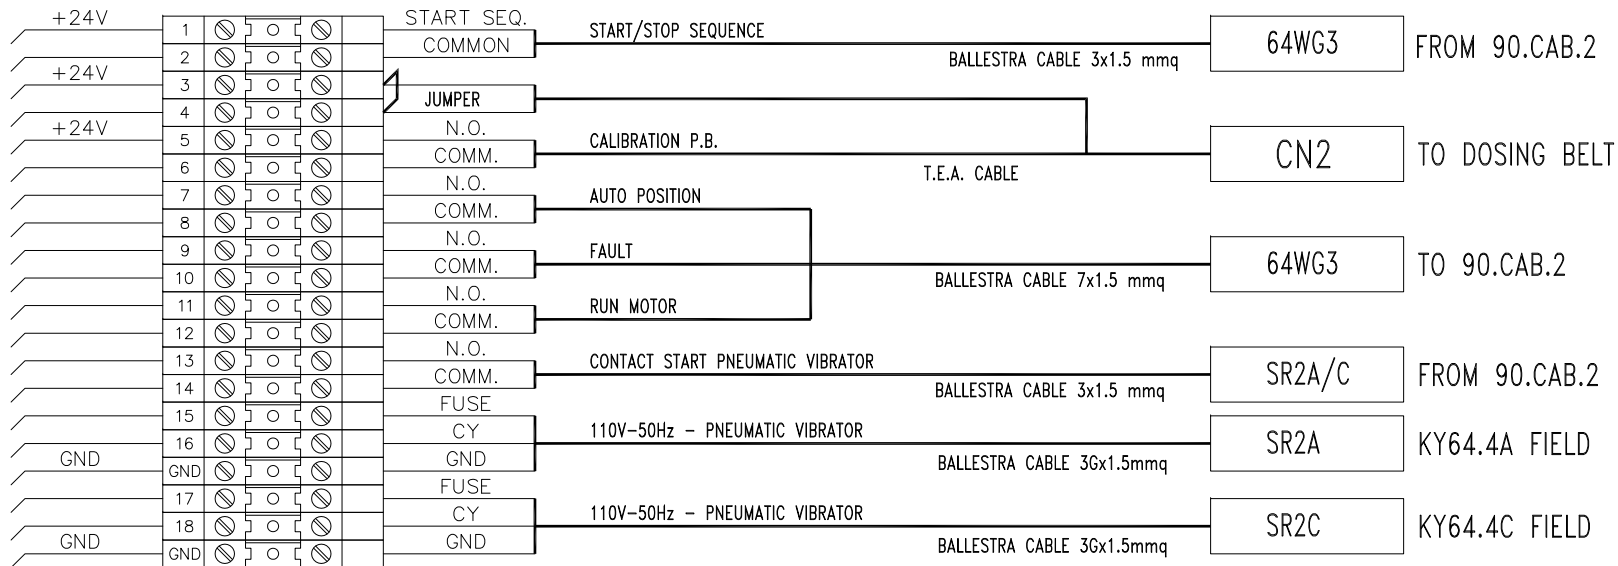 +24V 1 START SEQ. START/STOP SEQUENCE 64WG3 FROM 90.CAB.2
2 COMMON BALLESTRA CABLE 3x1.5 mmq
+24V 3
4 JUMPER
+24V 5 N.O. CALIBRATION P.B. CN2 TO DOSING BELT
6 COMM. T.E.A. CABLE
7 N.O. AUTO POSITION
8 COMM.
9 N.O. FAULT 64WG3 TO 90.CAB.2
10 COMM. BALLESTRA CABLE 7x1.5 mmq
11 N.O. RUN MOTOR
12 COMM.
13 N.O. CONTACT START PNEUMATIC VIBRATOR SR2A/C FROM 90.CAB.2
14 COMM. BALLESTRA CABLE 3x1.5 mmq
15 FUSE
16 CY 110V-50Hz - PNEUMATIC VIBRATOR SR2A KY64.4A FIELD
GND GND GND BALLESTRA CABLE 3Gx1.5mmq
17 FUSE
18 CY 110V-50Hz - PNEUMATIC VIBRATOR SR2C KY64.4C FIELD
GND GND GND BALLESTRA CABLE 3Gx1.5mmq